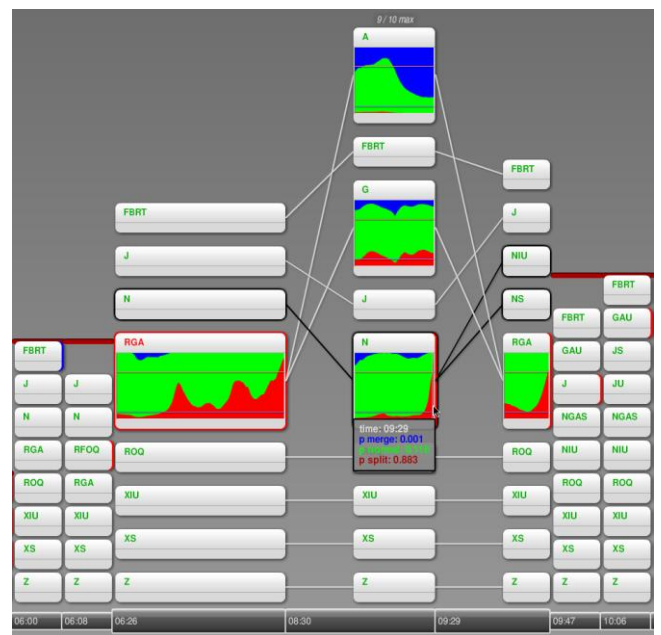 9 / 10 max
FBRT
J
N
RGA
ROQ
XIU
XS
Z
J
N
RFOQ
RGA
XIU
XS
Z
FBRT
J
N
RGA
ROQ
XIU
XS
Z
A
FBRT
G
J
N
time: 09:29
p merge: 0.001
p split: 0.883
XIU
XS
Z
FBRT
J
NIU
NS
RGA
ROQ
XIU
XS
Z
FBRT
GAU
J
NGAS
NIU
ROQ
XIU
XS
Z
FBRT
GAU
JS
JU
NGAS
NIU
ROQ
XIU
XS
Z
06:00
06:08
06:26
08:30
09:29
09:47
10:06